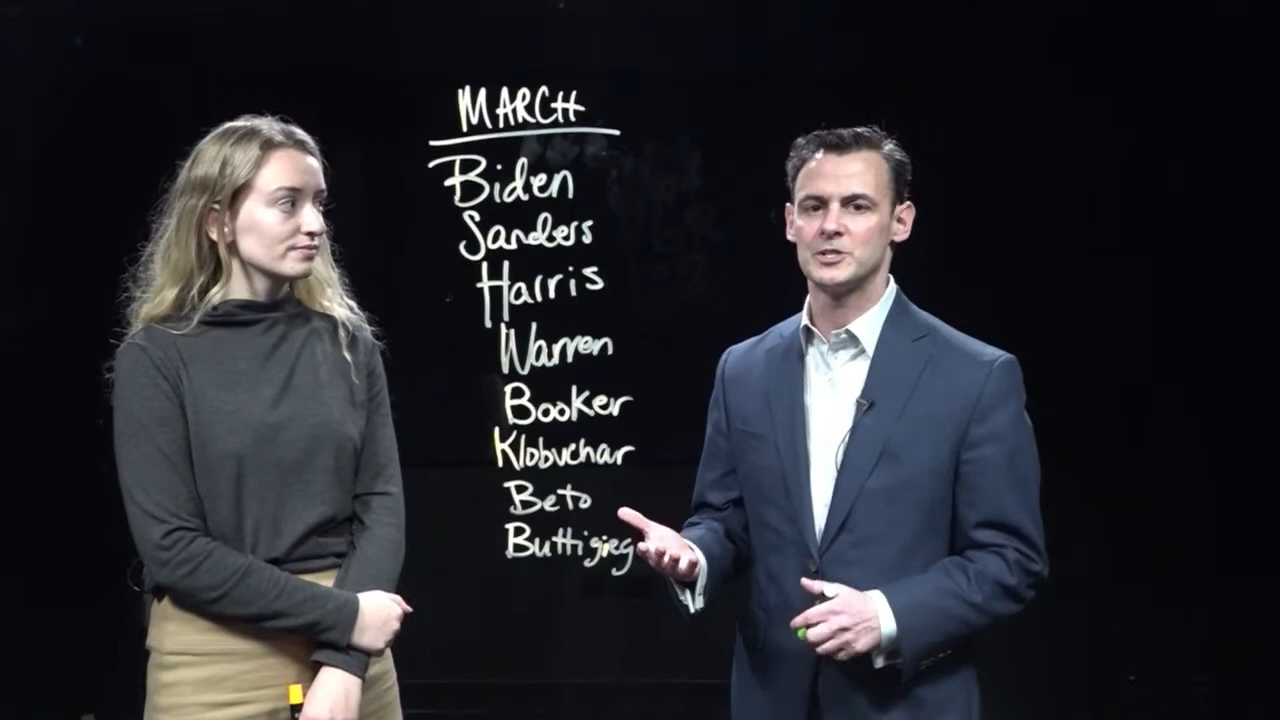 MARCH
Biden
Sanders
Harris
Warren
Booker
Klobuchar
Beto
Buttigieg